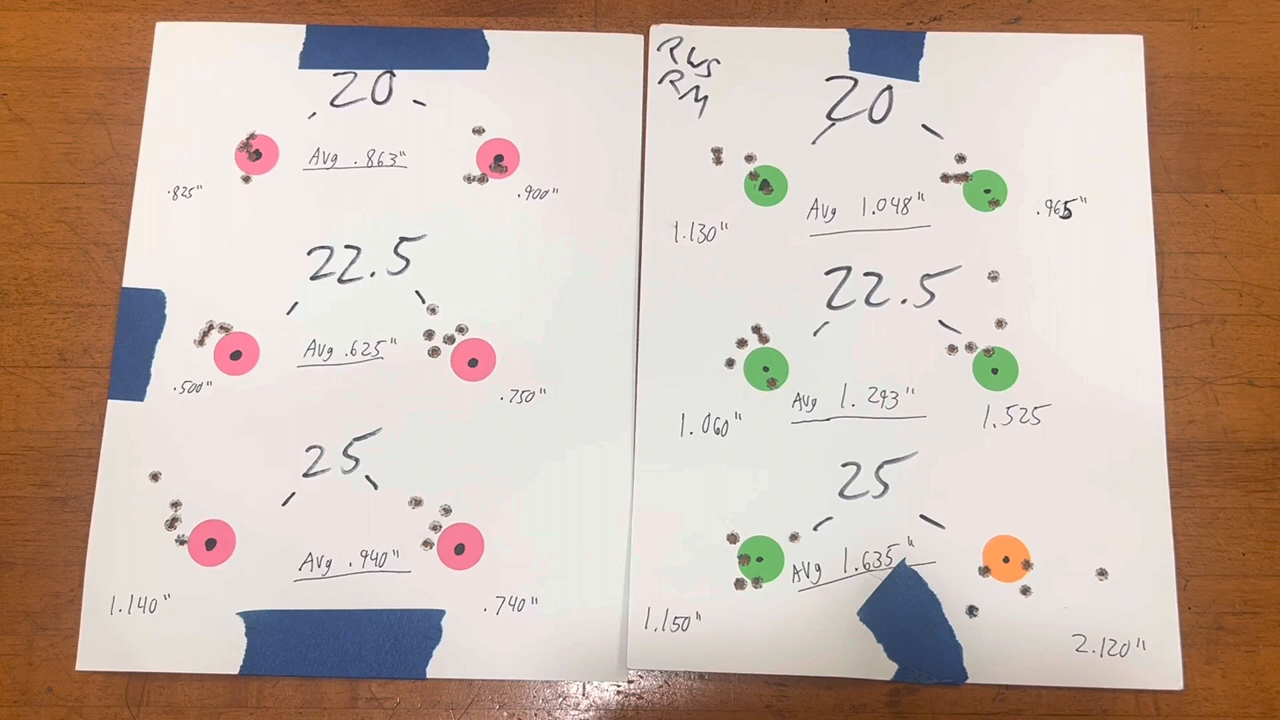 20
Avg .863"
.825"
.900"
22.5
Avg .625"
.500"
.750"
25
Avg .940"
1.140"
.740"
RWS
RM
20
Avg 1.048"
1.130"
.965"
22.5
Avg 1.293"
1.060"
1.525
25
Avg 1.635"
1.150"
2.120"